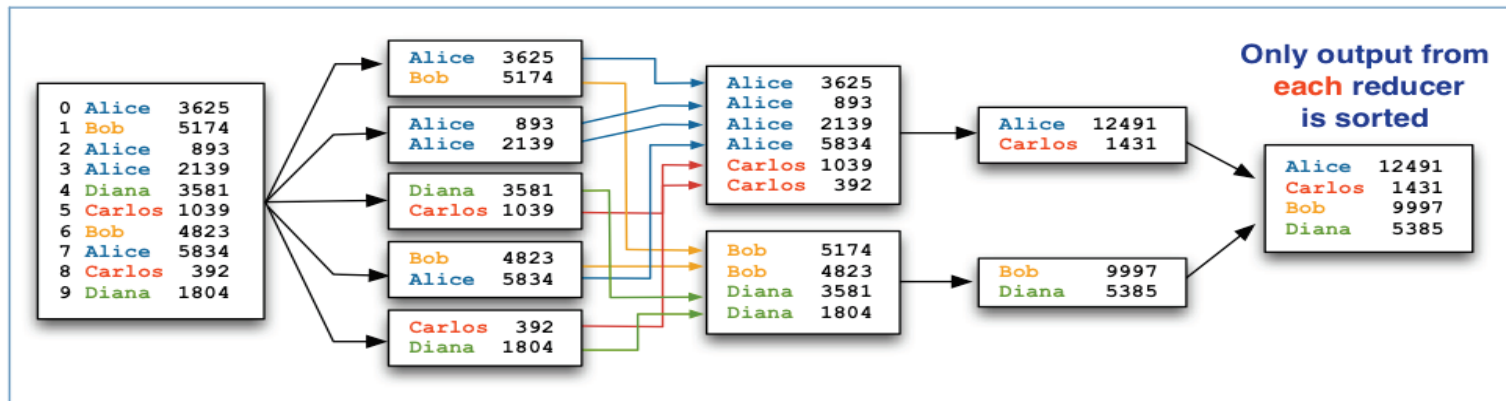 0 Alice 3625
1 Bob 5174
2 Alice 893
3 Alice 2139
4 Diana 3581
5 Carlos 1039
6 Bob 4823
7 Alice 5834
8 Carlos 392
9 Diana 1804
Alice 3625
Bob 5174
Alice 893
Alice 2139
Diana 3581
Carlos 1039
Bob 4823
Alice 5834
Carlos 392
Diana 1804
Alice 3625
Alice 893
Alice 2139
Alice 5834
Carlos 1039
Carlos 392
Bob 5174
Bob 4823
Diana 3581
Diana 1804
Alice 12491
Carlos 1431
Bob 9997
Diana 5385
Only output from
each reducer
is sorted
Alice 12491
Carlos 1431
Bob 9997
Diana 5385